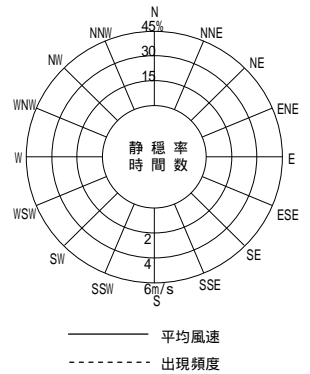 N
NNW 45% NNE
NW 30 NE
15
WNW ENE
静穏率
W 時間数 E
WSW ESE
2
SW 4 SE
SSW 6m/s SSE
S
平均風速
出現頻度